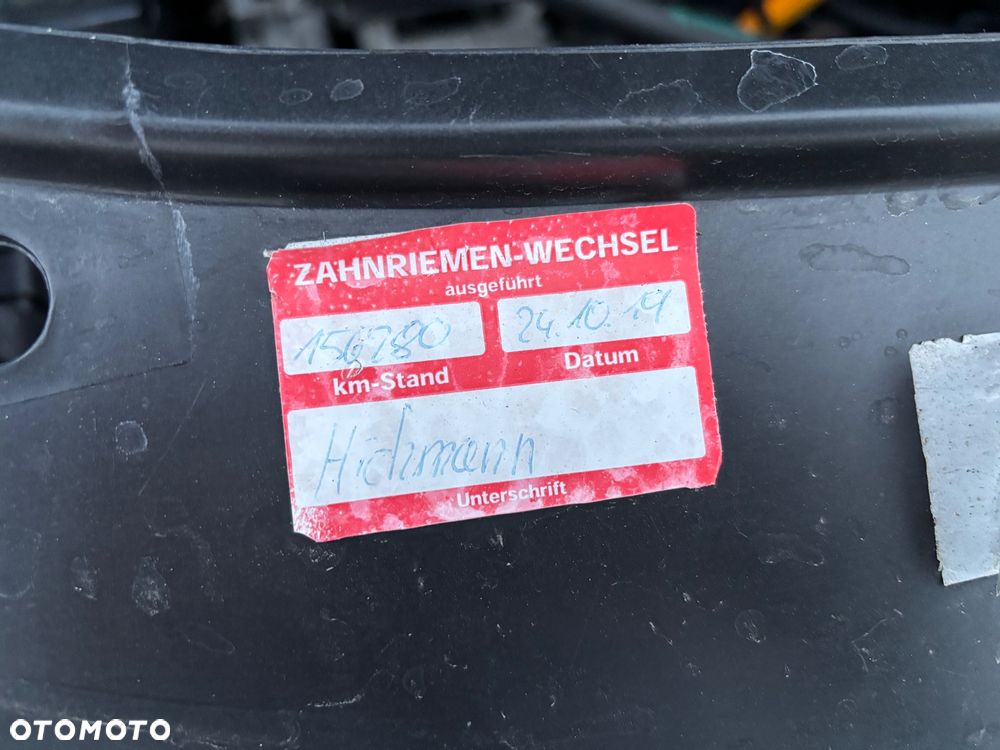 ZAHNRIEMEN-WECHSEL
ausgeführt
156780 24.10.19
km-Stand Datum
Hichmann
Unterschrift
OTOMOTO